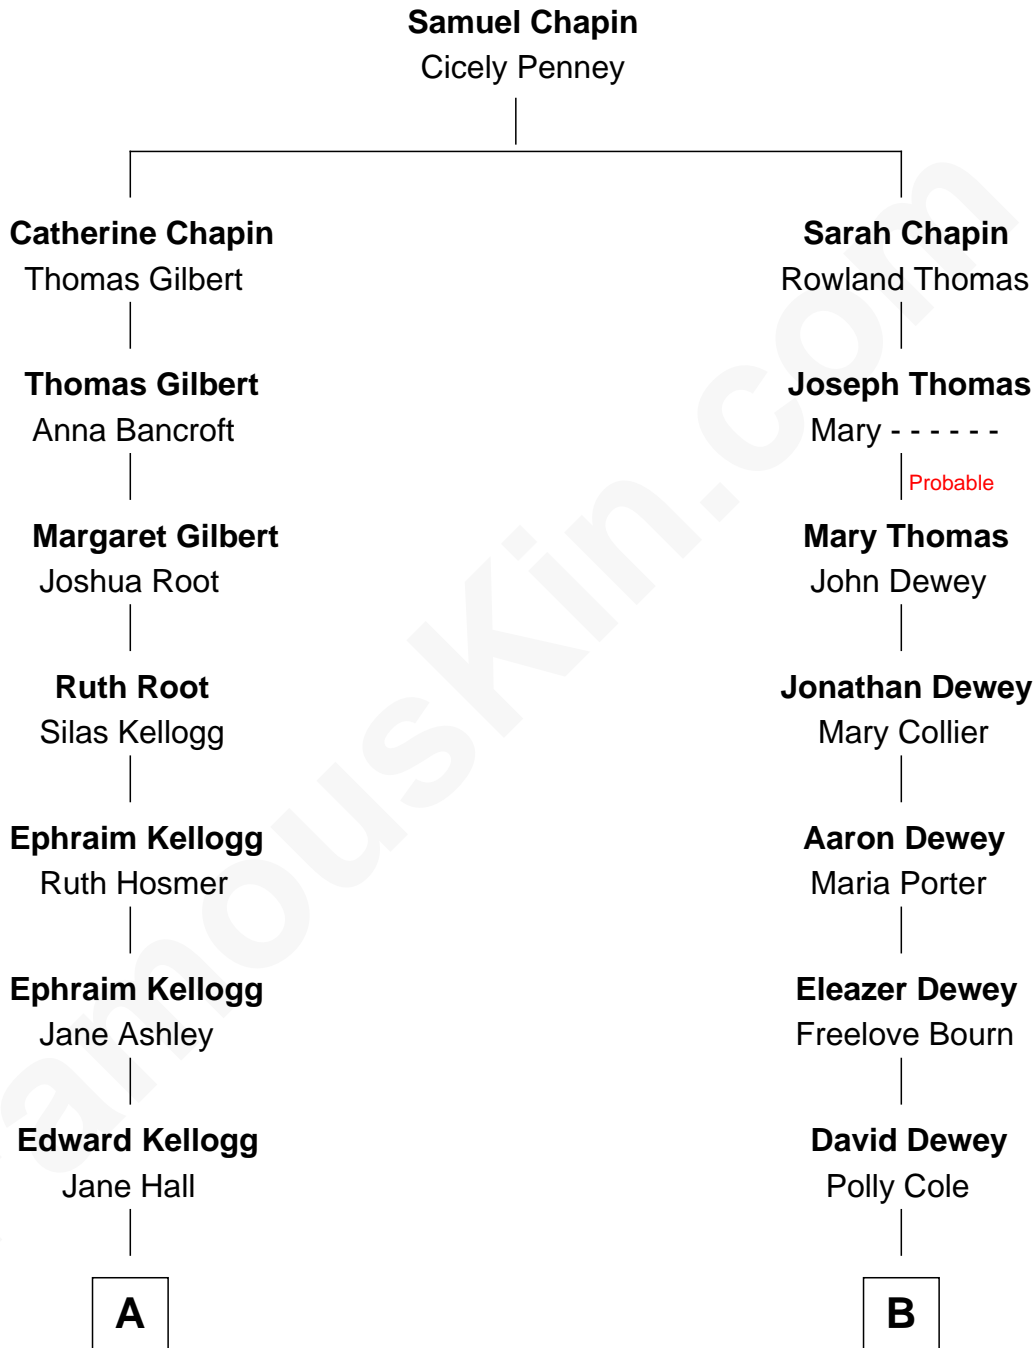 Samuel Chapin
Cicely Penney
Catherine Chapin
Thomas Gilbert
Sarah Chapin
Rowland Thomas
Thomas Gilbert
Anna Bancroft
Joseph Thomas
Mary - - - - - -
Probable
Margaret Gilbert
Joshua Root
Mary Thomas
John Dewey
Ruth Root
Silas Kellogg
Jonathan Dewey
Mary Collier
Ephraim Kellogg
Ruth Hosmer
Aaron Dewey
Maria Porter
Ephraim Kellogg
Jane Ashley
Eleazer Dewey
Freelove Bourn
Edward Kellogg
Jane Hall
David Dewey
Polly Cole
A
B
amouskin.com